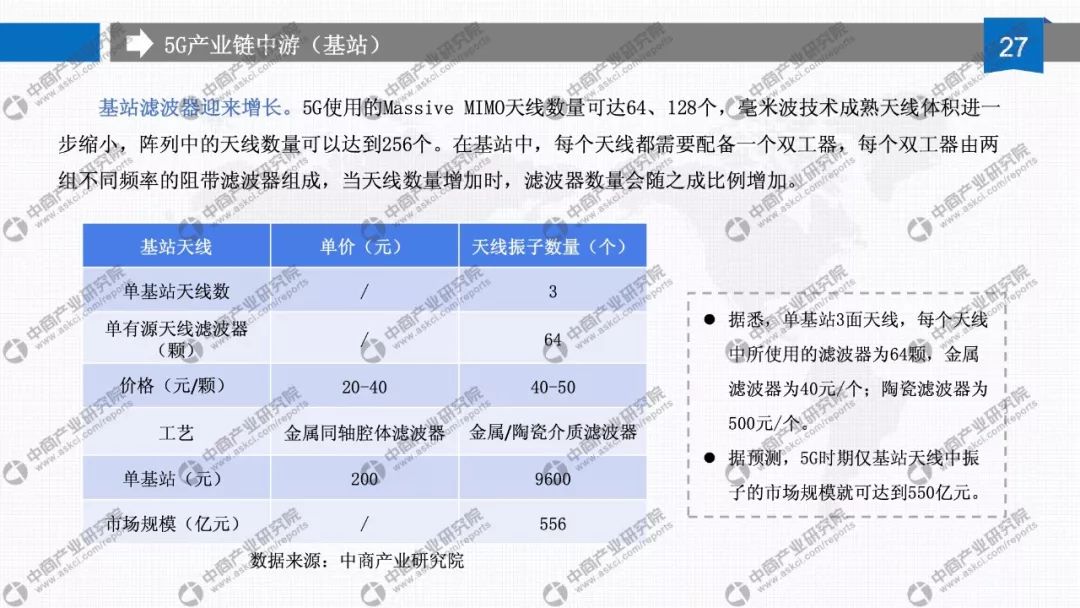 5G产业链中游（基站）
27
基站滤波器迎来增长。5G使用的Massive MIMO天线数量可达64、128个，毫米波技术成熟天线体积进一
步缩小，阵列中的天线数量可以达到256个。在基站中，每个天线都需要配备一个双工器，每个双工器由两
组不同频率的阻带滤波器组成，当天线数量增加时，滤波器数量会随之成比例增加。
基站天线 单价（元） 天线振子数量（个）
单基站天线数 / 3
单有源天线滤波器
（颗） / 64
价格（元/颗） 20-40 40-50
工艺 金属同轴腔体滤波器 金属/陶瓷介质滤波器
单基站（元） 200 9600
市场规模（亿元） / 556
数据来源：中商产业研究院
● 据悉，单基站3面天线，每个天线
中所使用的滤波器为64颗，金属
滤波器为40元/个；陶瓷滤波器为
500元/个。
● 据预测，5G时期仅基站天线中振
子的市场规模就可达到550亿元。
中商产业研究院
www.askci.com/reports